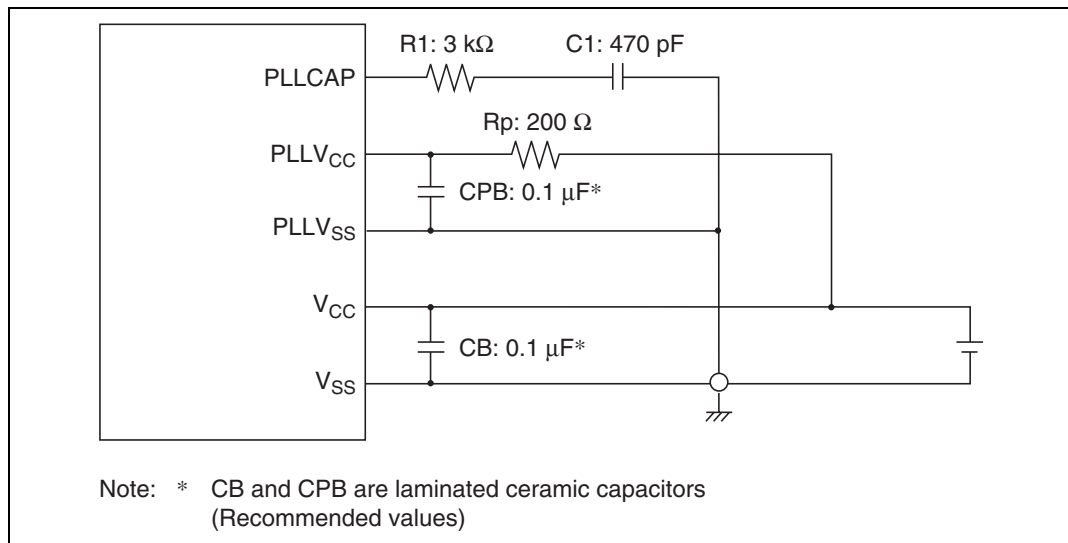 R1: 3 kΩ
C1: 470 pF
PLLCAP
Rp: 200 Ω
PLLVCC
CPB: 0.1 μF*
PLLVSS
VCC
CB: 0.1 μF*
VSS
Note: * CB and CPB are laminated ceramic capacitors
(Recommended values)